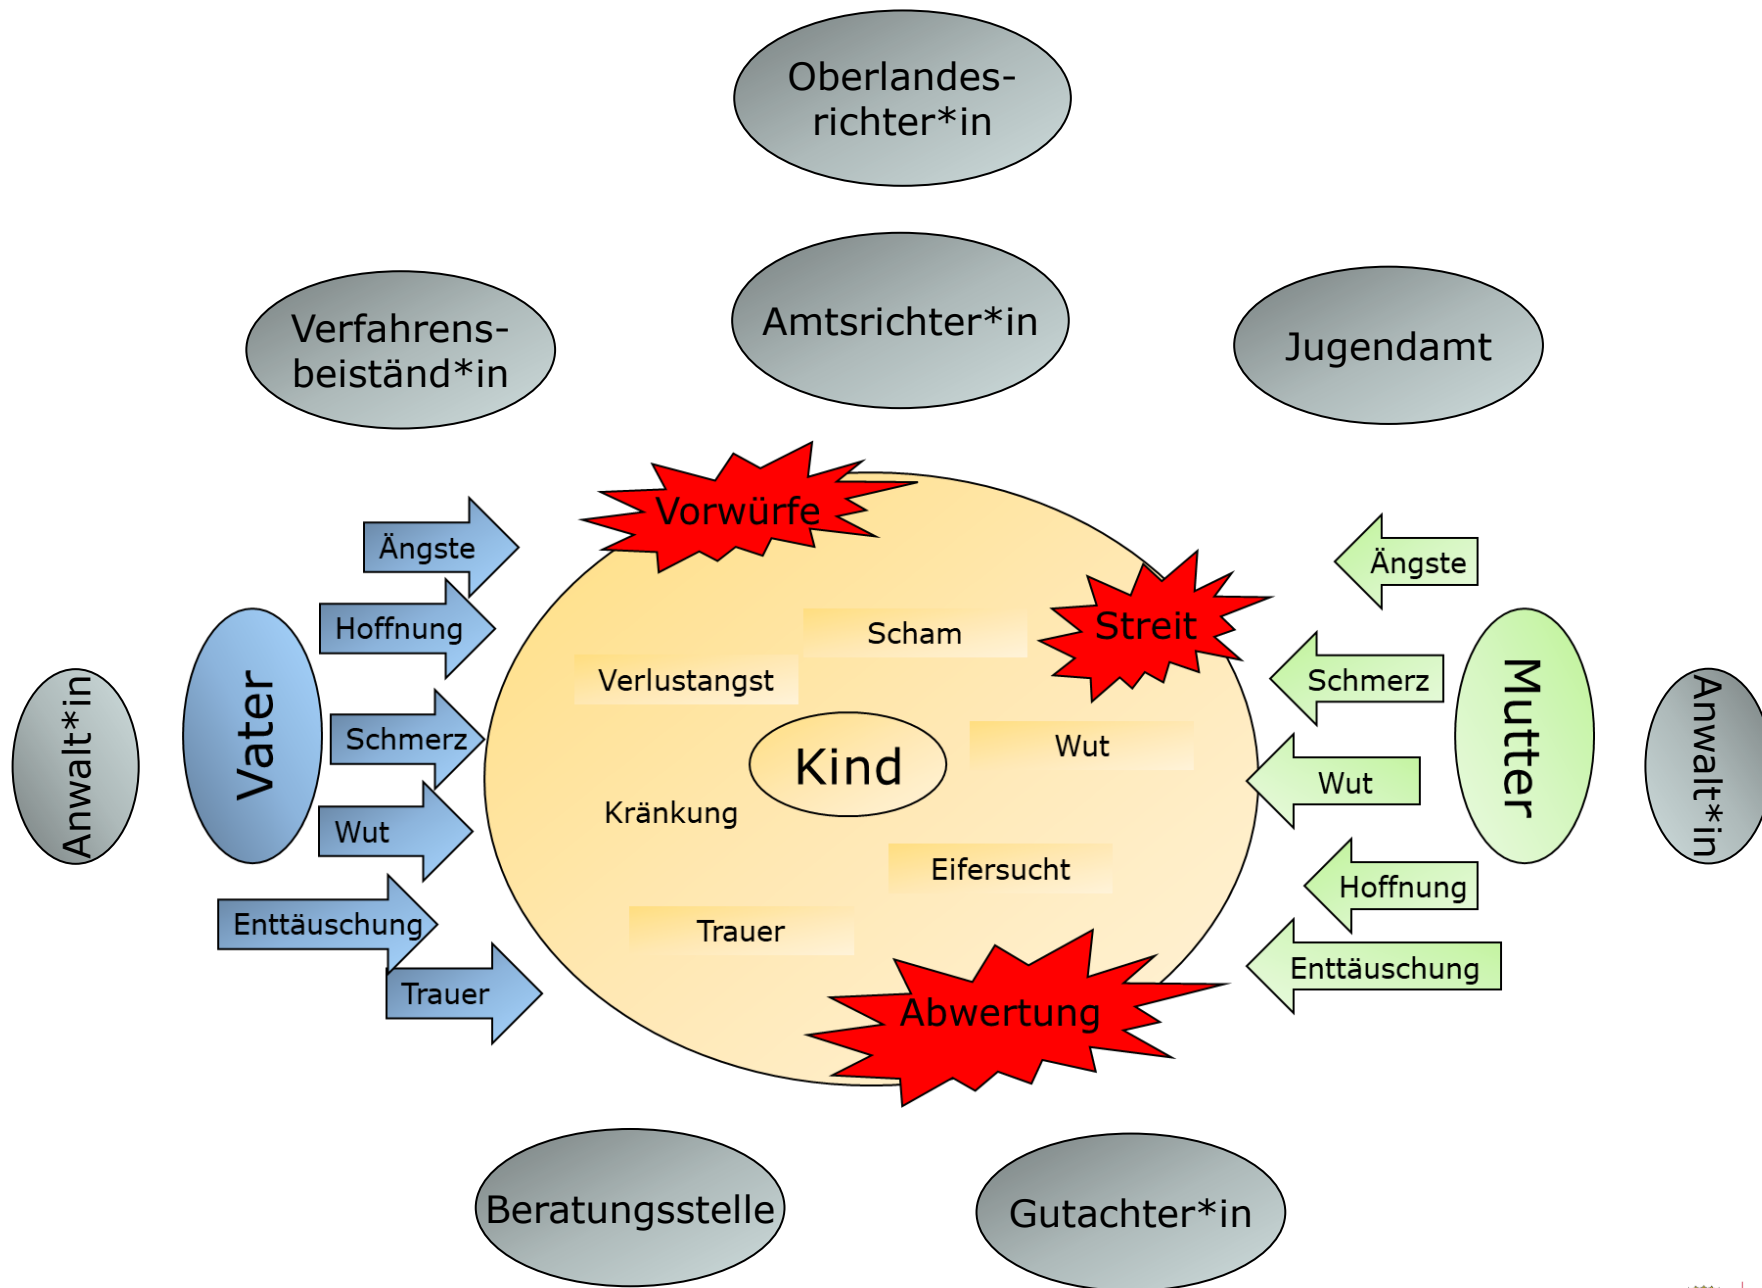 Oberlandes-
richter*in
Verfahrens-
beiständ*in
Amtsrichter*in
Jugendamt
Vorwürfe
Streit
Abwertung
Anwalt*in
Vater
Ängste
Hoffnung
Schmerz
Wut
Enttäuschung
Trauer
Scham
Verlustangst
Kind
Wut
Kränkung
Eifersucht
Trauer
Ängste
Schmerz
Wut
Hoffnung
Enttäuschung
Mutter
Anwalt*in
Beratungsstelle
Gutachter*in